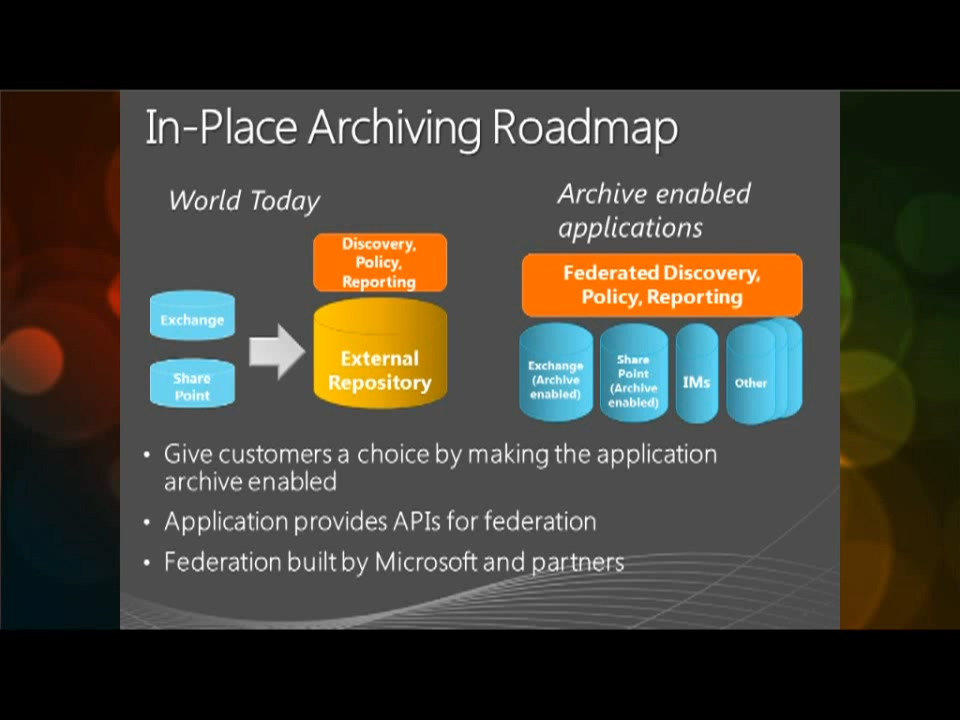 In-Place Archiving Roadmap
World Today
Discovery,
Policy,
Reporting
Exchange
Share
Point
External
Repository
Archive enabled
applications
Federated Discovery,
Policy, Reporting
Exchange
(Archive
enabled)
Share
Point
(Archive
enabled)
IMs
Other
• Give customers a choice by making the application
archive enabled
• Application provides APIs for federation
• Federation built by Microsoft and partners